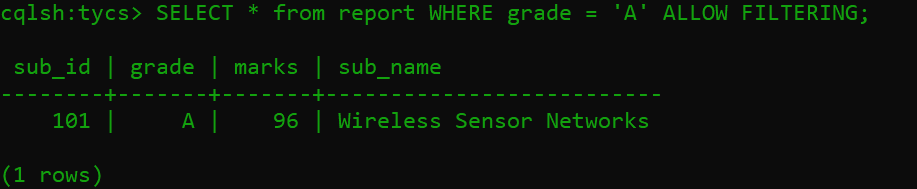 cqlsh:tycs> SELECT * from report WHERE grade = 'A' ALLOW FILTERING;
 sub_id | grade | marks | sub_name
--------+-------+-------+--------------------------
    101 |     A |    96 | Wireless Sensor Networks
(1 rows)